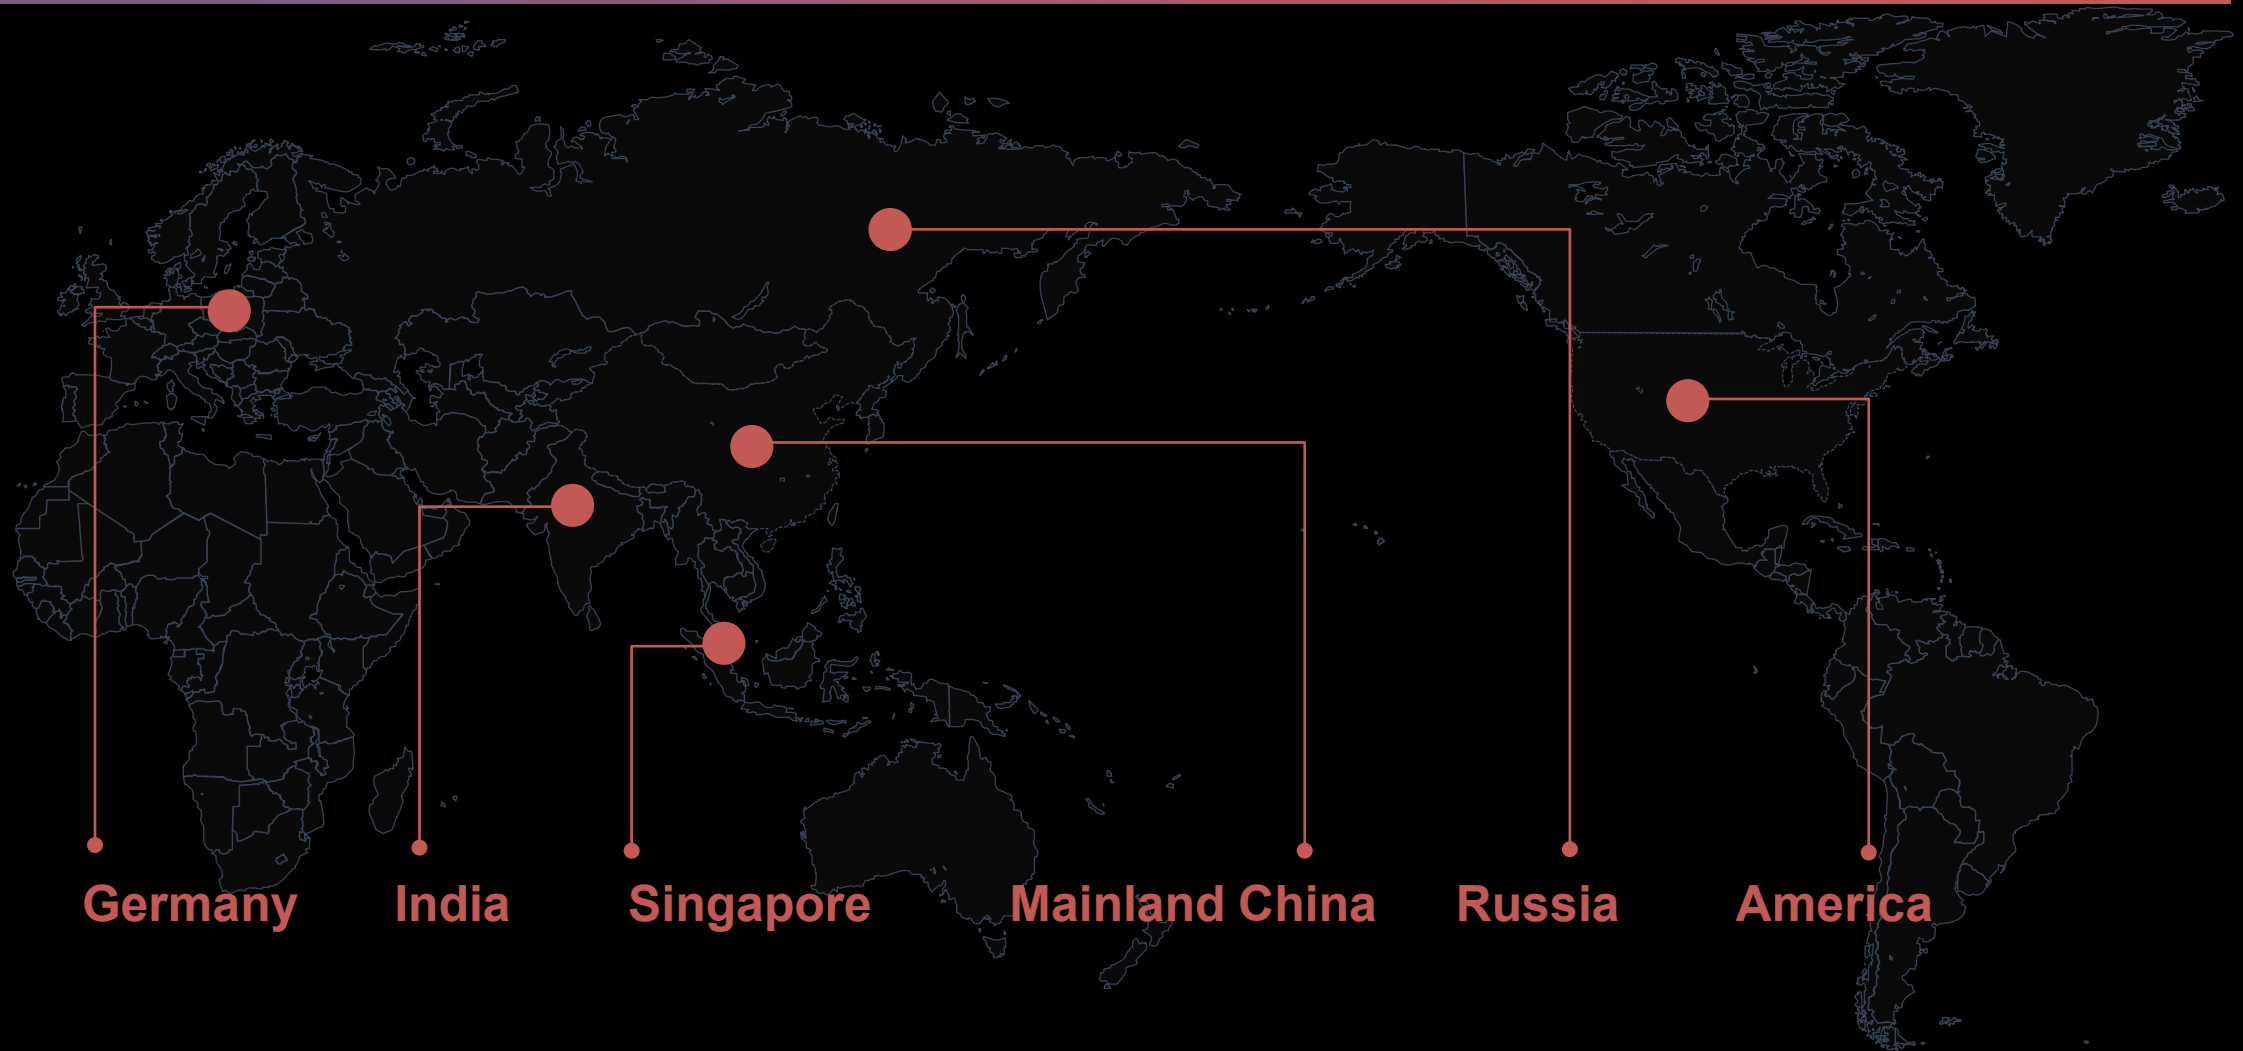 Germany
India
Singapore
Mainland China
Russia
America